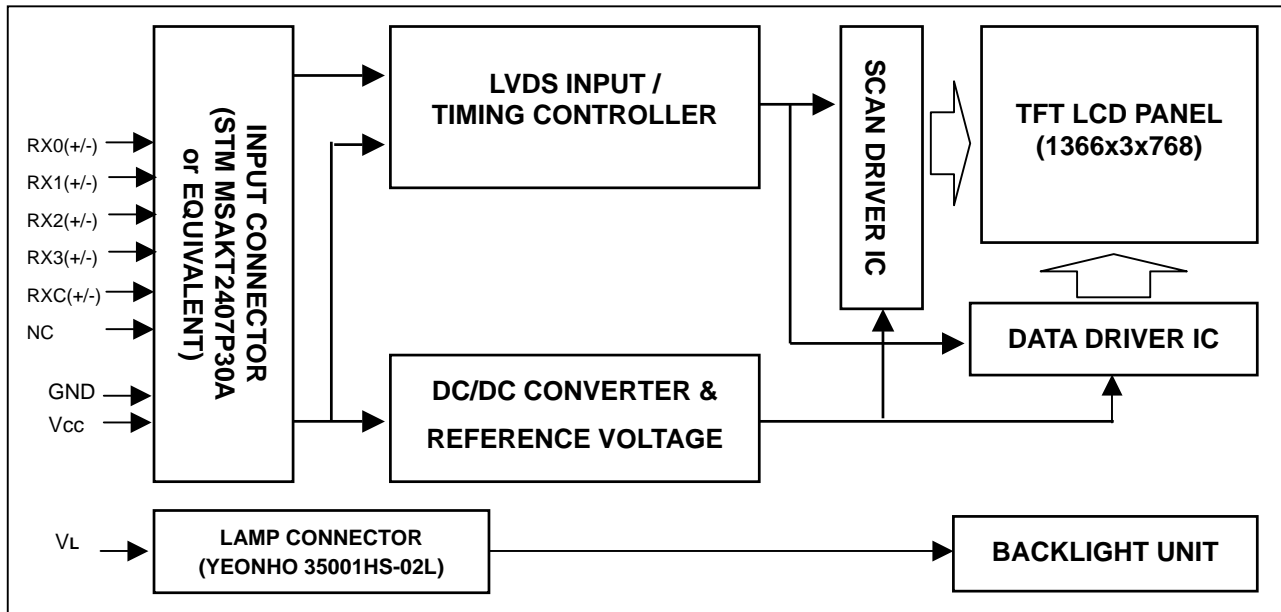 RX0(+/-)
RX1(+/-)
RX2(+/-)
RX3(+/-)
RXC(+/-)
NC
GND
Vcc
VL
INPUT CONNECTOR
(STM MSAKT2407P30A
or EQUIVALENT)
LVDS INPUT /
TIMING CONTROLLER
SCAN DRIVER IC
TFT LCD PANEL
(1366x3x768)
DATA DRIVER IC
DC/DC CONVERTER &
REFERENCE VOLTAGE
LAMP CONNECTOR
(YEONHO 35001HS-02L)
BACKLIGHT UNIT